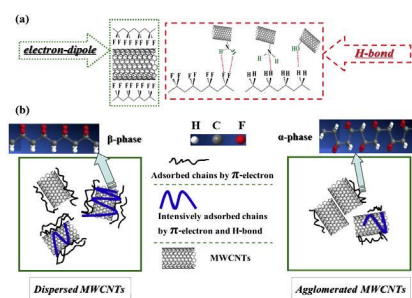 (a)
electron-dipole
H-bond
(b)
H C F
β-phase
α-phase
Adsorbed chains by π-electron
Intensively adsorbed chains
by π-electron and H-bond
MWCNTs
Dispersed MWCNTs
Agglomerated MWCNTs